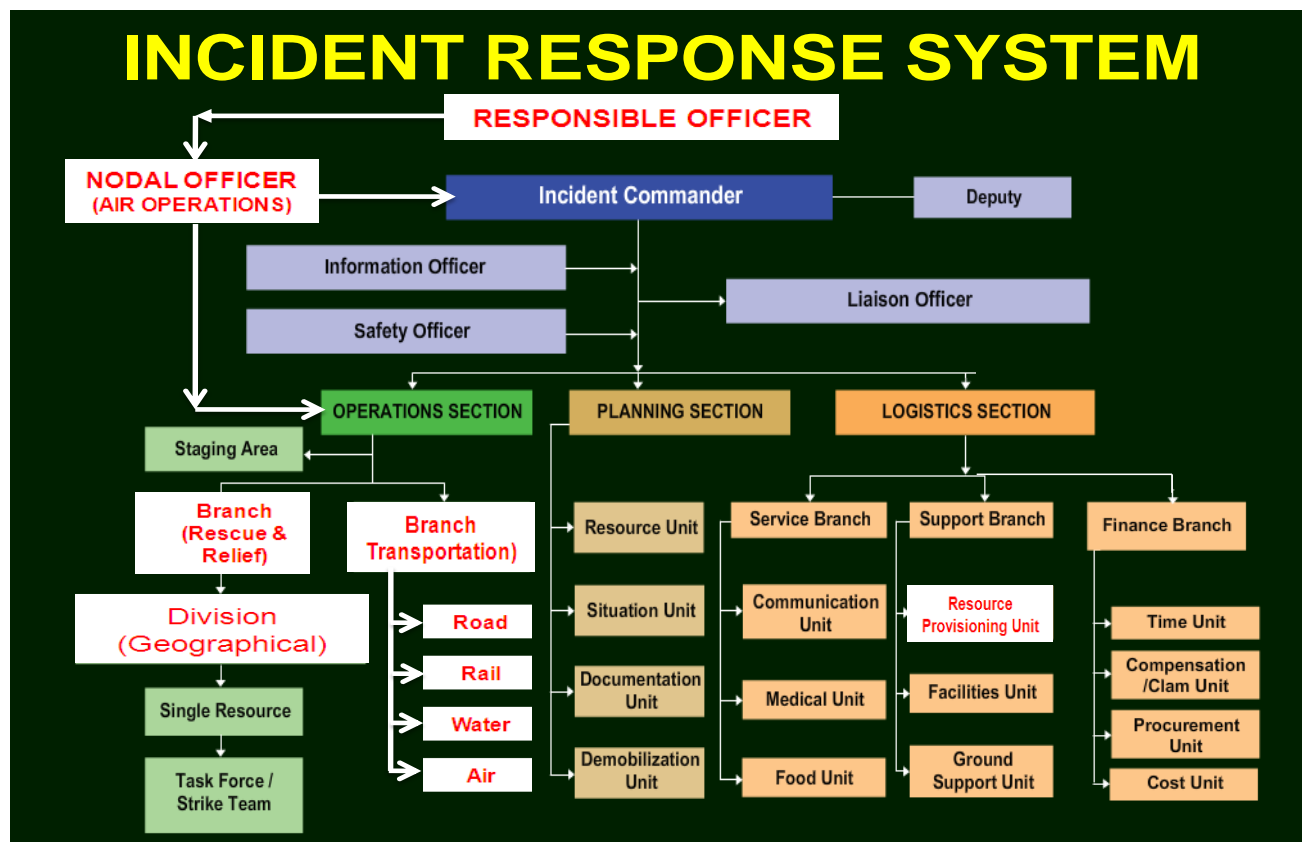 INCIDENT RESPONSE SYSTEM
RESPONSIBLE OFFICER
NODAL OFFICER
(AIR OPERATIONS)
Incident Commander
Deputy
Information Officer
Liaison Officer
Safety Officer
OPERATIONS SECTION
PLANNING SECTION
LOGISTICS SECTION
Staging Area
Branch
(Rescue &
Relief)
Branch
Transportation)
Resource Unit
Service Branch
Support Branch
Finance Branch
Division
(Geographical)
Road
Rail
Water
Air
Situation Unit
Communication
Unit
Resource
Provisioning Unit
Time Unit
Single Resource
Documentation
Unit
Medical Unit
Facilities Unit
Compensation
/Clam Unit
Procurement
Unit
Task Force /
Strike Team
Demobilization
Unit
Food Unit
Ground
Support Unit
Cost Unit